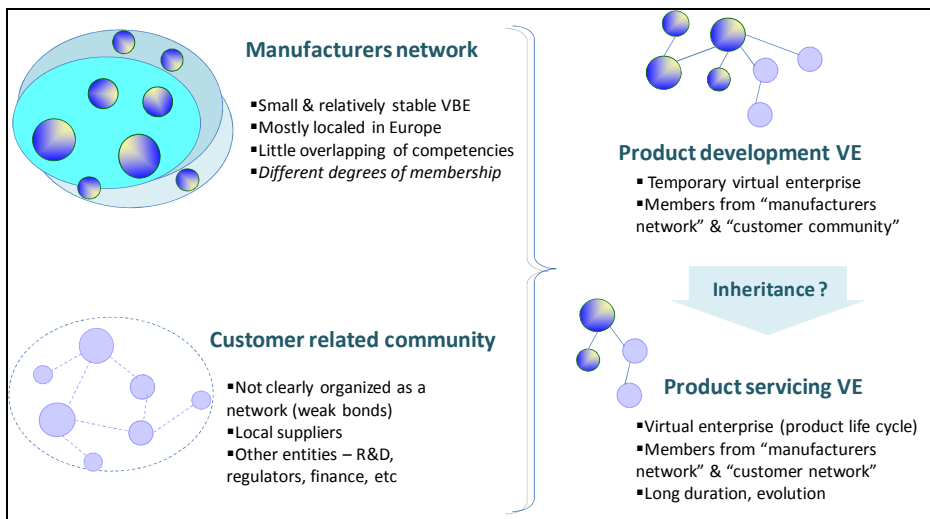 Manufacturers network
▪Small & relatively stable VBE
▪Mostly localed in Europe
▪Little overlapping of competencies
▪Different degrees of membership
Customer related community
▪Not clearly organized as a
network (weak bonds)
▪Local suppliers
▪Other entities – R&D,
regulators, finance, etc
Product development VE
▪ Temporary virtual enterprise
▪ Members from “manufacturers
network” & “customer community”
Inheritance ?
Product servicing VE
▪Virtual enterprise (product life cycle)
▪Members from “manufacturers
network” & “customer network”
▪Long duration, evolution